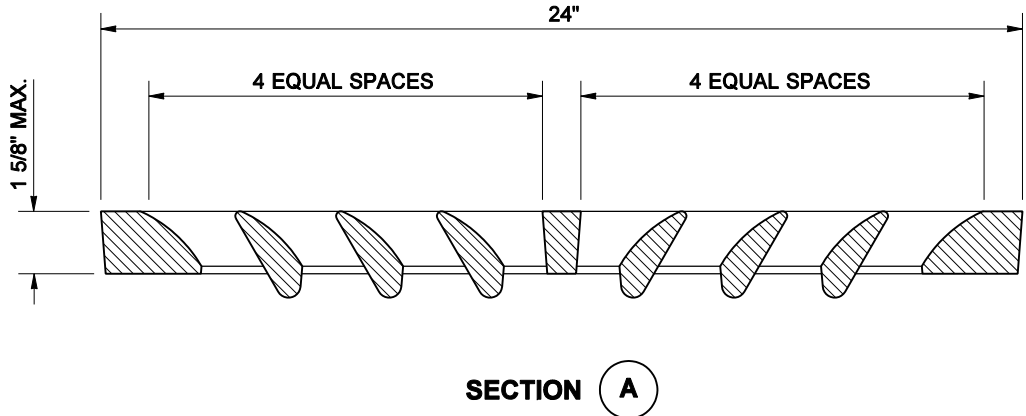 24"
4 EQUAL SPACES
4 EQUAL SPACES
1 5/8" MAX.
SECTION A